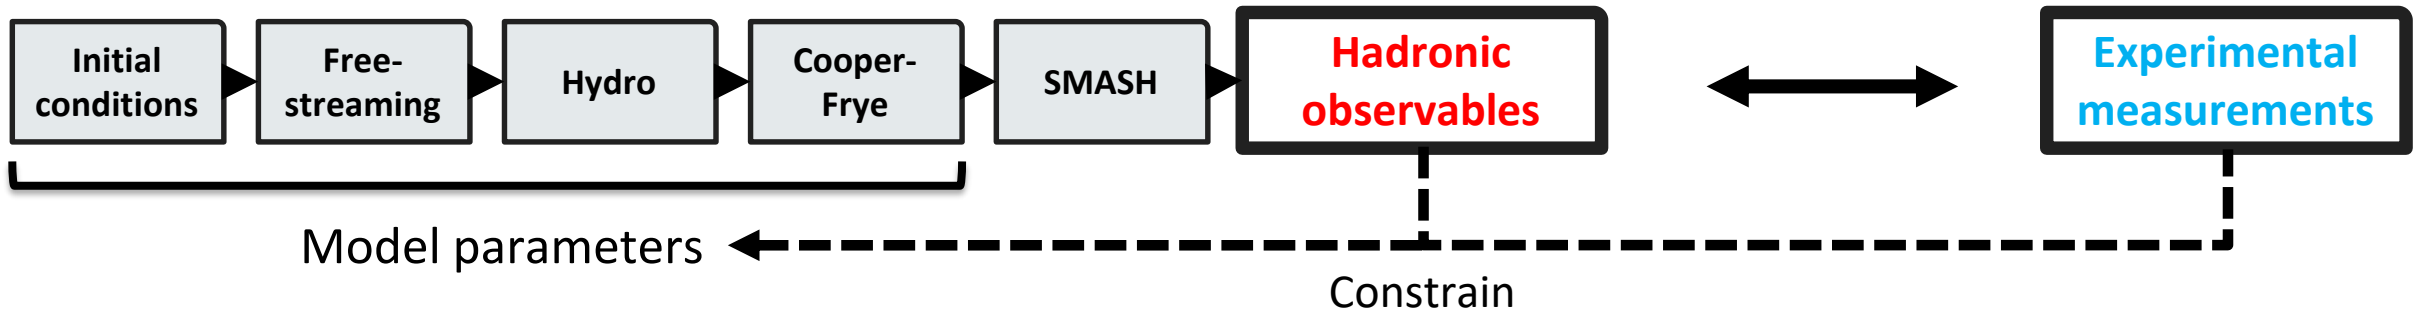 Initial
conditions
Free-
streaming
Hydro
Cooper-
Frye
SMASH
Hadronic
observables
Experimental
measurements
Model parameters
Constrain